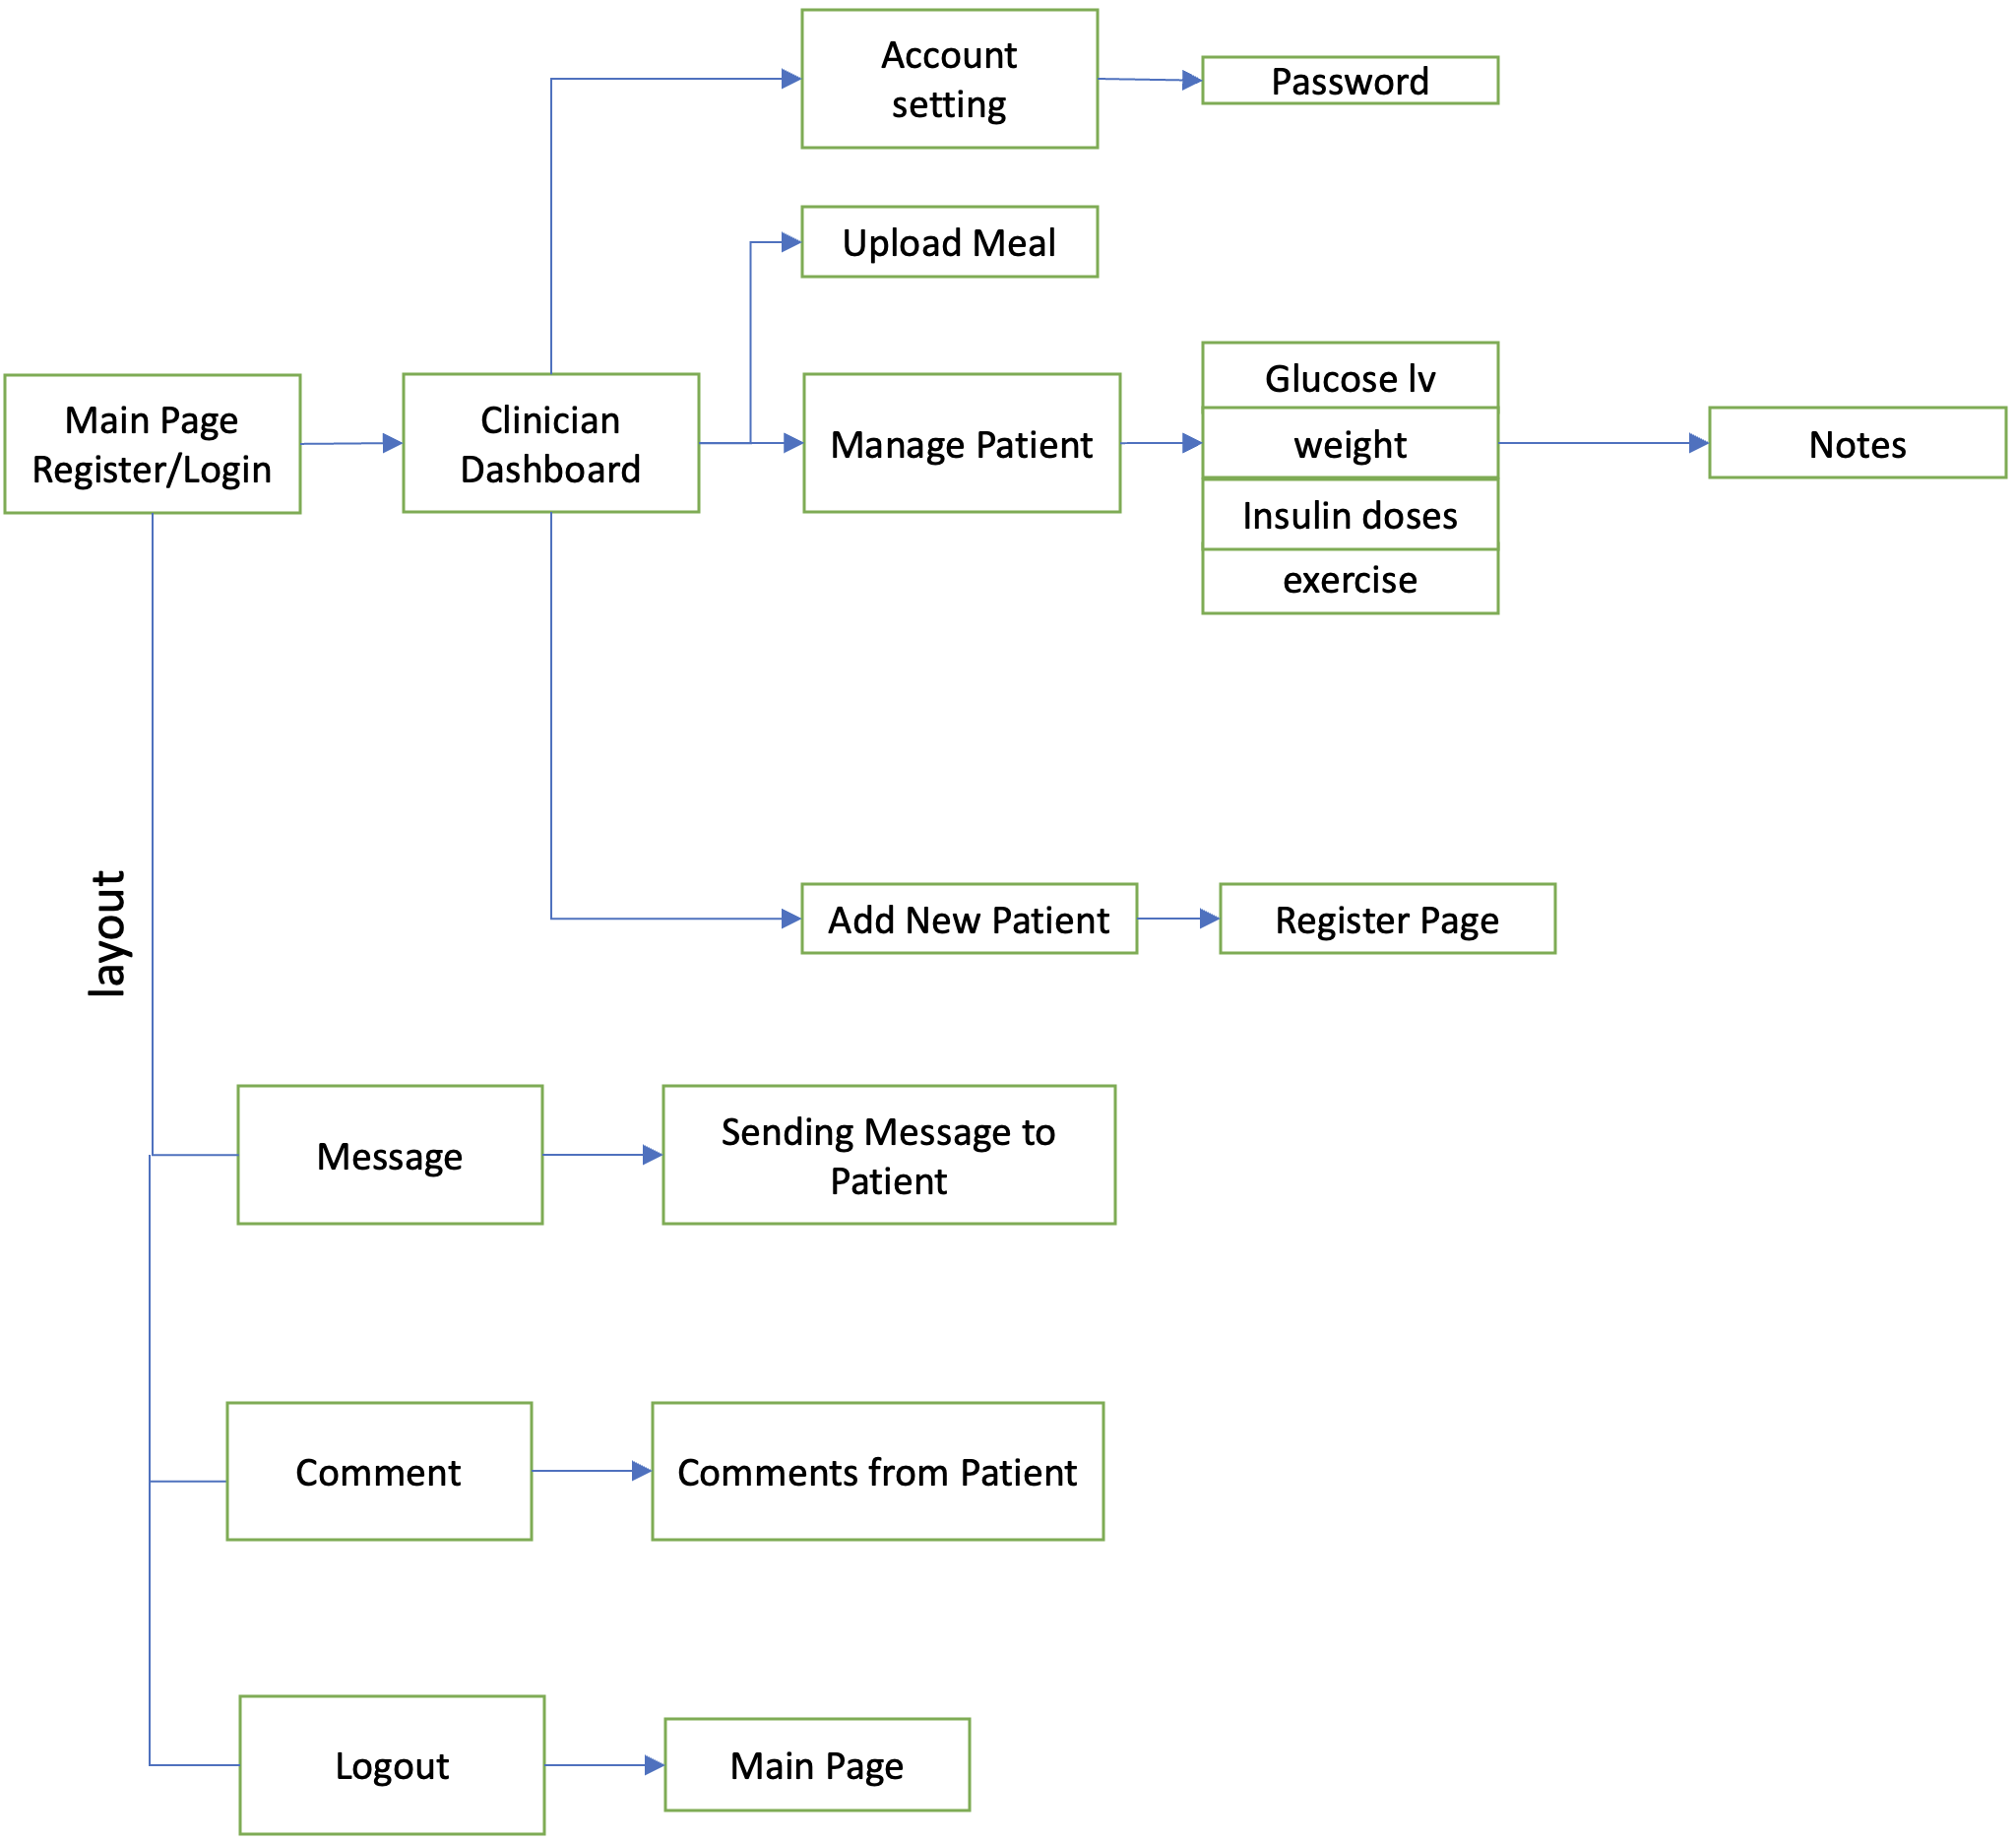 Account
setting
Password
Upload Meal
Main Page
Register/Login
Clinician
Dashboard
Manage Patient
Glucose lv
weight
Insulin doses
exercise
Notes
layout
Add New Patient
Register Page
Message
Sending Message to
Patient
Comment
Comments from Patient
Logout
Main Page